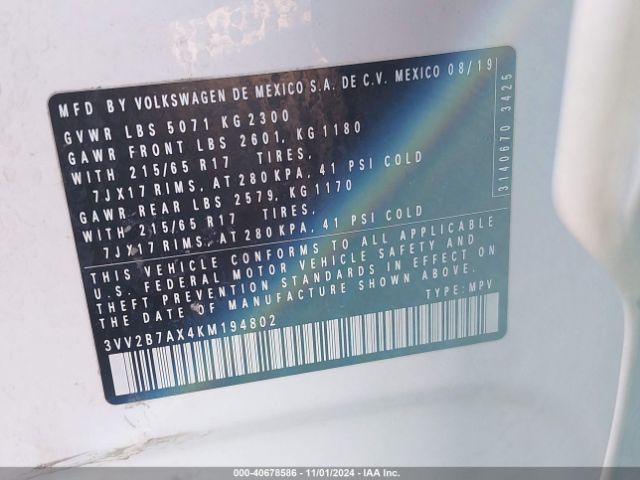 MFD BY VOLKSWAGEN DE MEXICO S.A. DE C.V. MEXICO 08/19
GVWR LBS 5071 KG 2300
GAWR FRONT LBS 2601, KG 1180
WITH 215/65 R17 TIRES,
7JX17 RIMS, AT 280 KPA, 41 PSI COLD
GAWR REAR LBS 2579, KG 1170
WITH 215/65 R17 TIRES,
7JX17 RIMS, AT 280 KPA, 41 PSI COLD
THIS VEHICLE CONFORMS TO ALL APPLICABLE
U.S. FEDERAL MOTOR VEHICLE SAFETY AND
THEFT PREVENTION STANDARDS IN EFFECT ON
THE DATE OF MANUFACTURE SHOWN ABOVE.
3VV2B7AX4KM194802 TYPE: MPV
3140670 3425
000-40678586 - 11/01/2024 - IAA Inc.